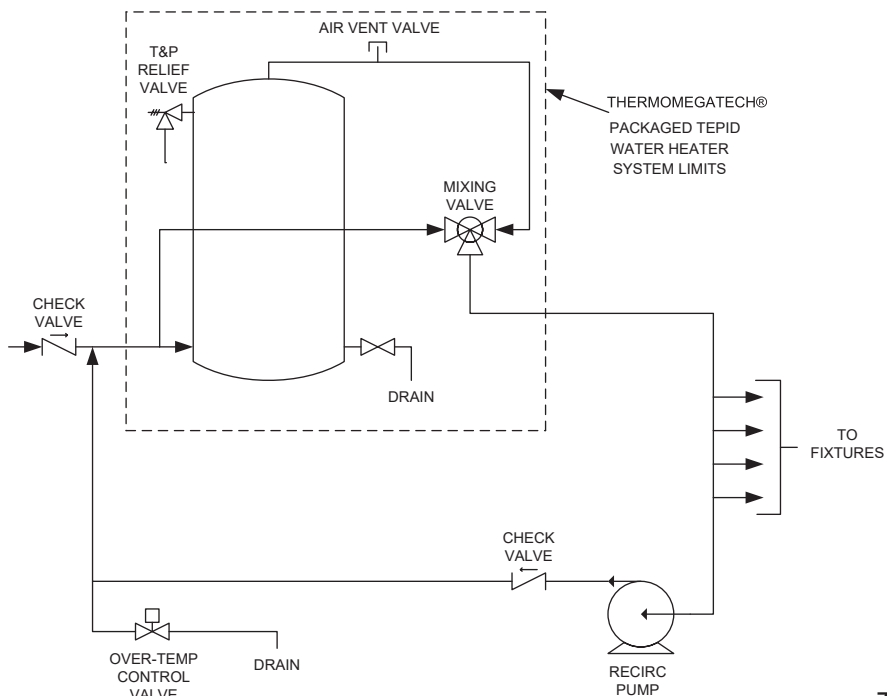 AIR VENT VALVE
T&P
RELIEF
VALVE
THERMOMEGATECH®
PACKAGED TEPID
WATER HEATER
SYSTEM LIMITS
MIXING
VALVE
CHECK
VALVE
DRAIN
TO
FIXTURES
CHECK
VALVE
OVER-TEMP
CONTROL
VALVE
DRAIN
RECIRC
PUMP